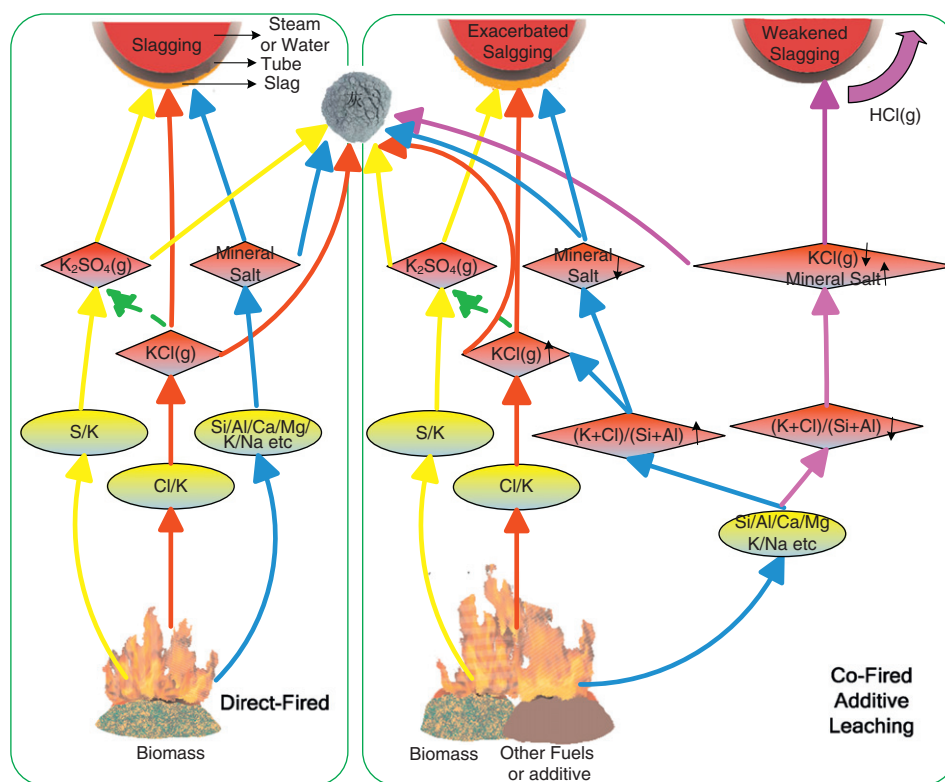 Slagging
Steam
or Water
Tube
Slag
灰
K₂SO₄(g)
Mineral
Salt
KCl(g)
S/K
Si/Al/Ca/Mg/
K/Na etc
Cl/K
Direct-Fired
Biomass
Exacerbated
Salgging
Weakened
Slagging
HCl(g)
K₂SO₄(g)
Mineral
Salt
KCl(g)
Mineral Salt
KCl(g)
S/K
(K+Cl)/(Si+Al)
(K+Cl)/(Si+Al)
Cl/K
Si/Al/Ca/Mg
K/Na etc
Co-Fired
Additive
Leaching
Biomass
Other Fuels
or additive